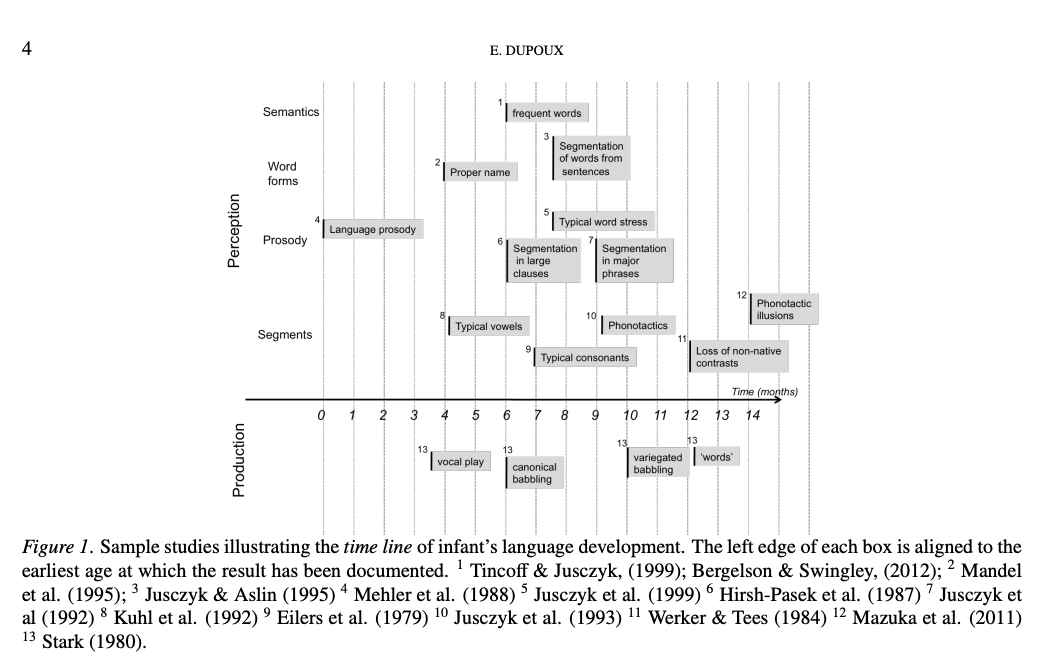 4
E. DUPOUX
Semantics
1
frequent words
3
Segmentation
of words from
sentences
Word
forms
2
Proper name
Perception
4
Language prosody
Prosody
5
Typical word stress
6
Segmentation
in large
clauses
7
Segmentation
in major
phrases
12
Phonotactic
illusions
Segments
8
Typical vowels
10
Phonotactics
9
Typical consonants
11
Loss of non-native
contrasts
Time (months)
0 1 2 3 4 5 6 7 8 9 10 11 12 13 14
Production
13
vocal play
13
canonical
babbling
13
variegated
babbling
13
'words'
Figure 1. Sample studies illustrating the time line of infant's language development. The left edge of each box is aligned to the
earliest age at which the result has been documented. 1 Tincoff & Jusczyk, (1999); Bergelson & Swingley, (2012); 2 Mandel
et al. (1995); 3 Jusczyk & Aslin (1995) 4 Mehler et al. (1988) 5 Jusczyk et al. (1999) 6 Hirsh-Pasek et al. (1987) 7 Jusczyk et
al (1992) 8 Kuhl et al. (1992) 9 Eilers et al. (1979) 10 Jusczyk et al. (1993) 11 Werker & Tees (1984) 12 Mazuka et al. (2011)
13 Stark (1980).